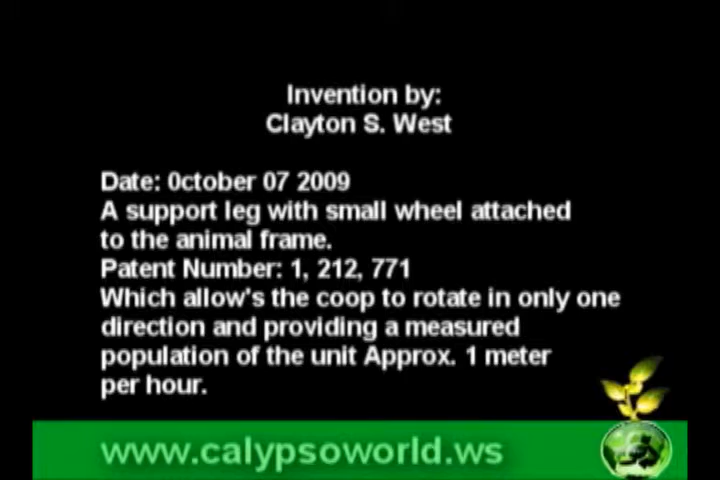 Invention by:
Clayton S. West
Date: 0ctober 07 2009
A support leg with small wheel attached
to the animal frame.
Patent Number: 1, 212, 771
Which allow's the coop to rotate in only one
direction and providing a measured
population of the unit Approx. 1 meter
per hour.
www.calypsoworld.ws